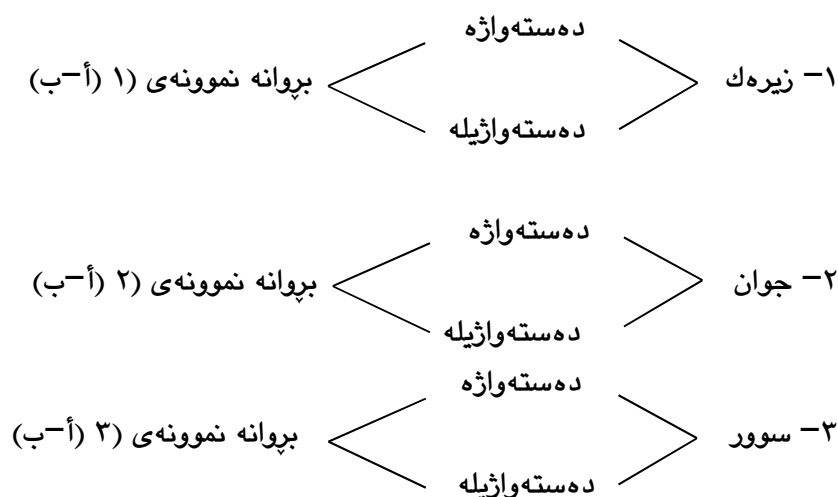 دەستەواژە
١– زیرەك بڕوانە نموونەی (١ (أ–ب)
دەستەواژیلە
دەستەواژە
٢– جوان بڕوانە نموونەی (٢ (أ–ب)
دەستەواژیلە
دەستەواژە
٣– سوور بڕوانە نموونەی (٣ (أ–ب)
دەستەواژیلە